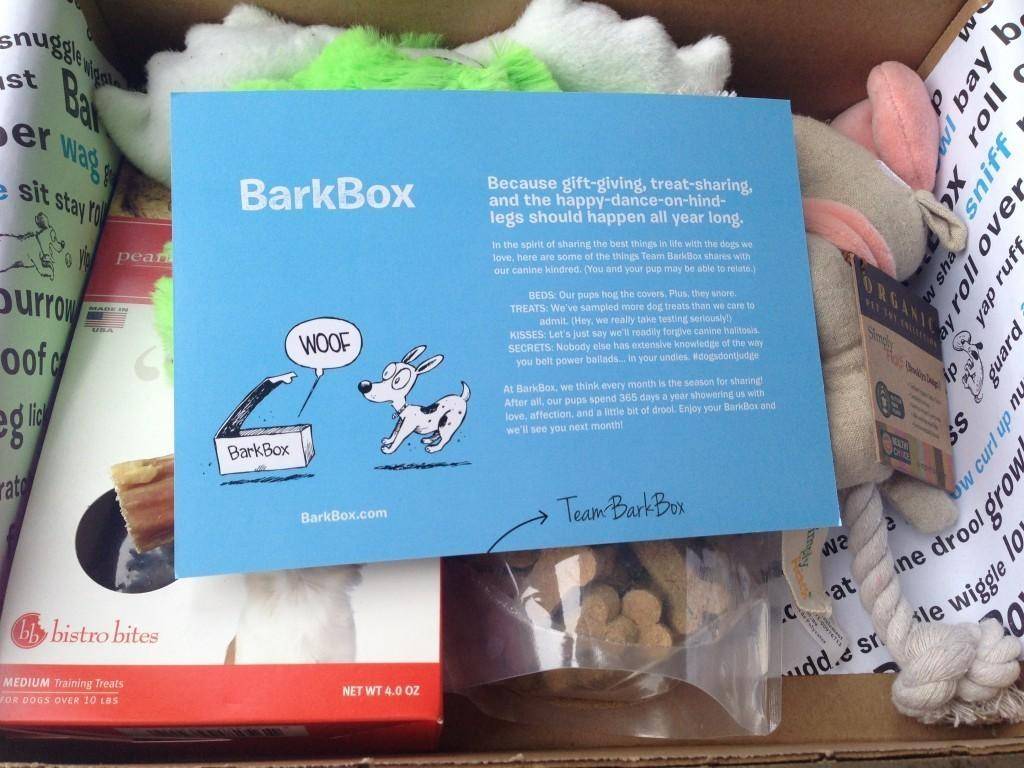 BarkBox
Because gift-giving, treat-sharing,
and the happy-dance-on-hind-
legs should happen all year long.
In the spirit of sharing the best things in life with the dogs we
love, here are some of the things Team BarkBox shares with
our canine kindred. (You and your pup may be able to relate.)
BEDS: Our pups hog the covers. Plus, they snore.
TREATS: We've sampled more dog treats than we care to
admit. (Hey, we really take testing seriously!)
KISSES: Let's just say we'll readily forgive canine halitosis.
SECRETS: Nobody else has extensive knowledge of the way
you belt power ballads... in your undies. #dogsdontjudge
At BarkBox, we think every month is the season for sharing!
After all, our pups spend 365 days a year showering us with
love, affection, and a little bit of drool. Enjoy your BarkBox and
we'll see you next month!
WOOF
BarkBox
BarkBox.com
Team BarkBox
snuggle
wag
sit stay
MADE IN
USA
bb bistro bites
MEDIUM Training Treats
FOR DOGS OVER 10 LBS
NET WT 4.0 OZ
ORGANIC
PET TOY COLLECTION
Simply
HEALTHY
CHOICE
bay
roll
sniff
roll over
yap ruff
guard
curl up
drool
wiggle